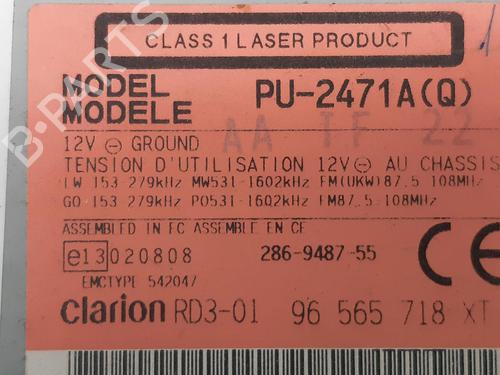 CLASS 1 LASER PRODUCT
MODEL
MODELE
PU-2471A(Q)
AA TF 22
12V ⊖ GROUND
TENSION D'UTILISATION 12V ⊖ AU CHASSIS
LW 153 279kHz MW531-1602kHz FM(UKW)87.5 108MHz
GO 153 279kHz PO531-1602kHz FM87.5-108MHz
ASSEMBLED IN EC ASSEMBLE EN CE
e13 020808
286-9487-55
CE
EMCTYPE 542047
clarion RD3-01 96 565 718 XT
B-PARTS